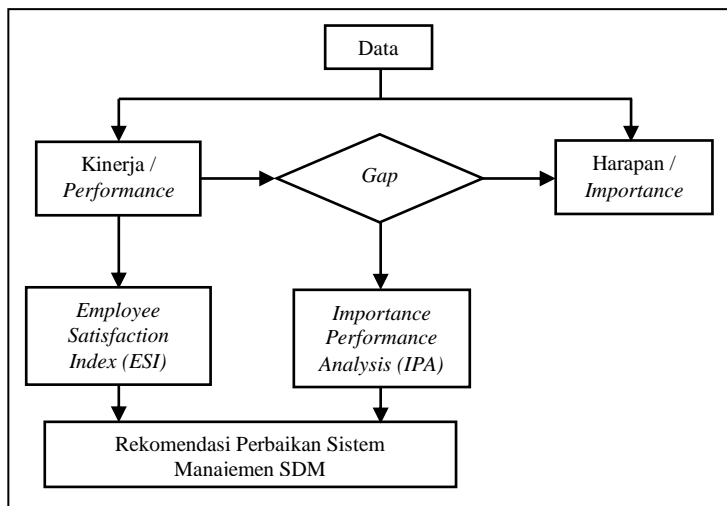 Data
Kinerja /
Performance
Gap
Harapan /
Importance
Employee
Satisfaction
Index (ESI)
Importance
Performance
Analysis (IPA)
Rekomendasi Perbaikan Sistem
Manajemen SDM